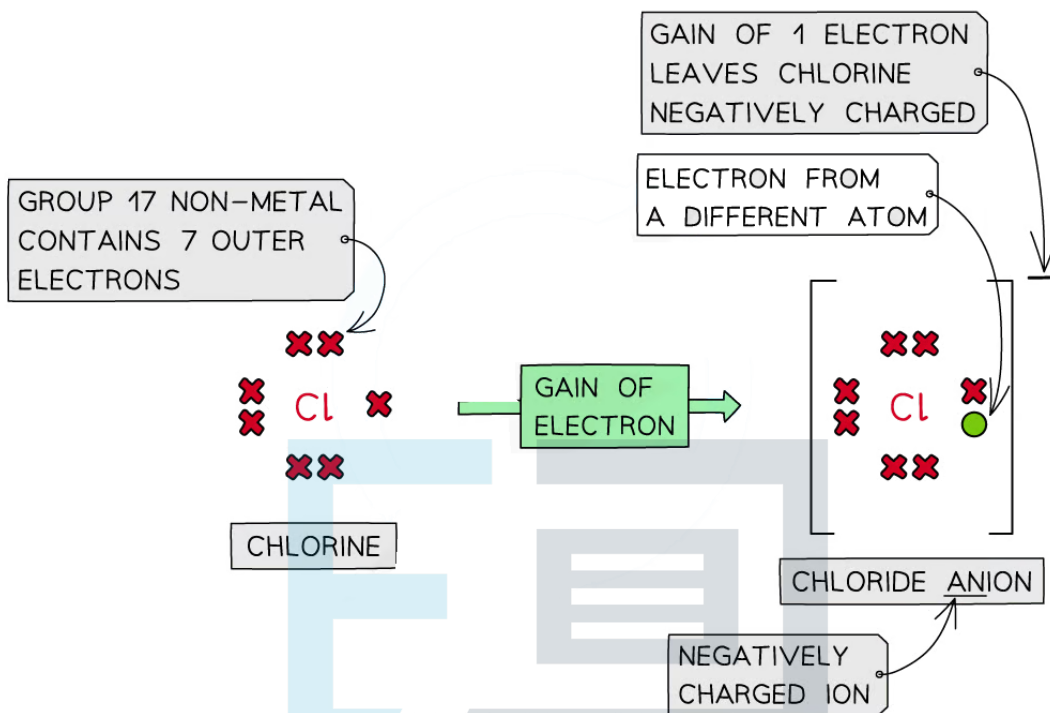 GAIN OF 1 ELECTRON
LEAVES CHLORINE
NEGATIVELY CHARGED
ELECTRON FROM
A DIFFERENT ATOM
GROUP 17 NON-METAL
CONTAINS 7 OUTER
ELECTRONS
Cl
GAIN OF
ELECTRON
Cl
CHLORINE
CHLORIDE ANION
NEGATIVELY
CHARGED ION